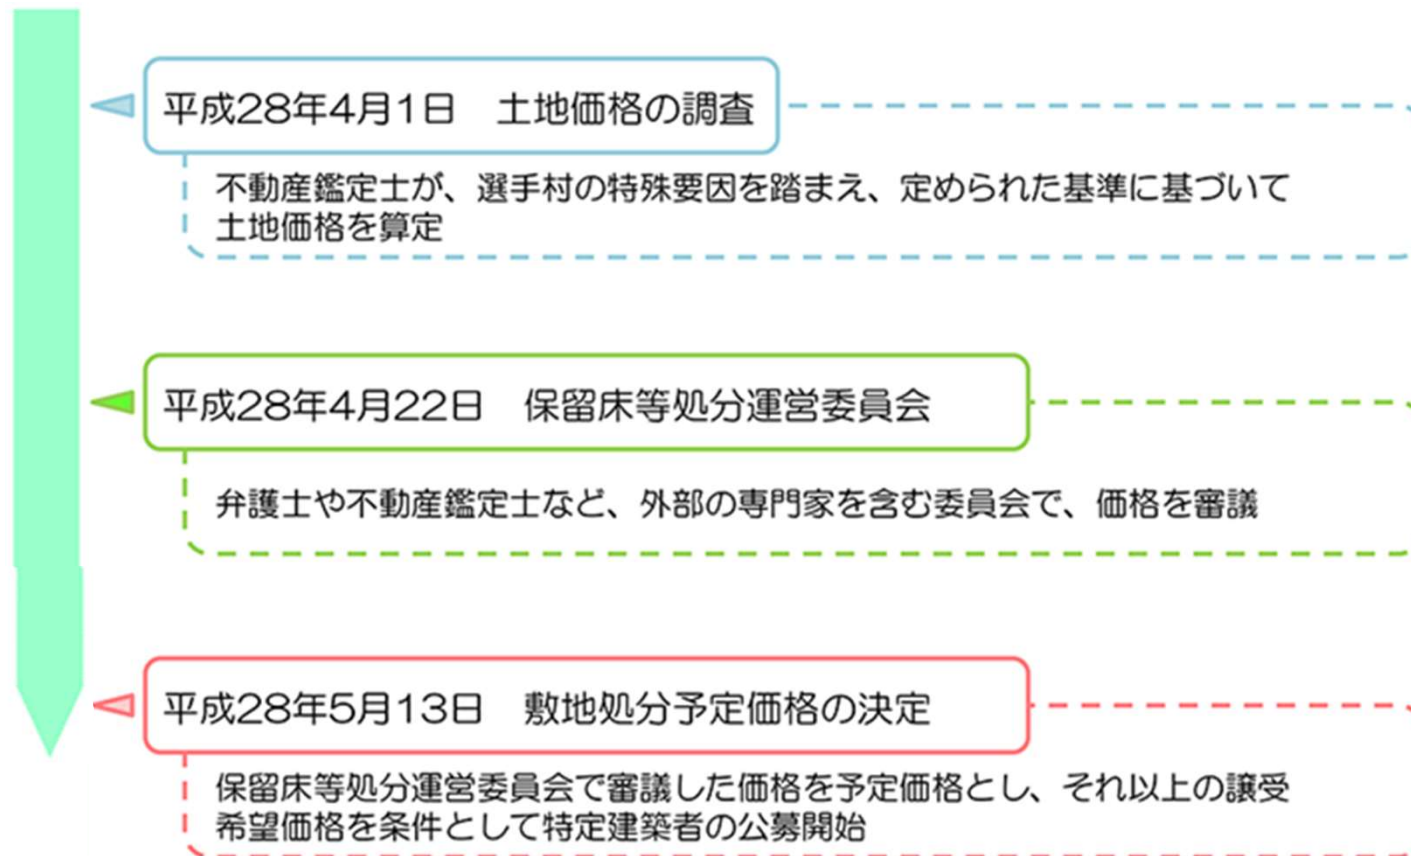 平成28年4月1日　土地価格の調査
不動産鑑定士が、選手村の特殊要因を踏まえ、定められた基準に基づいて
土地価格を算定
平成28年4月22日　保留床等処分運営委員会
弁護士や不動産鑑定士など、外部の専門家を含む委員会で、価格を審議
平成28年5月13日　敷地処分予定価格の決定
保留床等処分運営委員会で審議した価格を予定価格とし、それ以上の譲受
希望価格を条件として特定建築者の公募開始